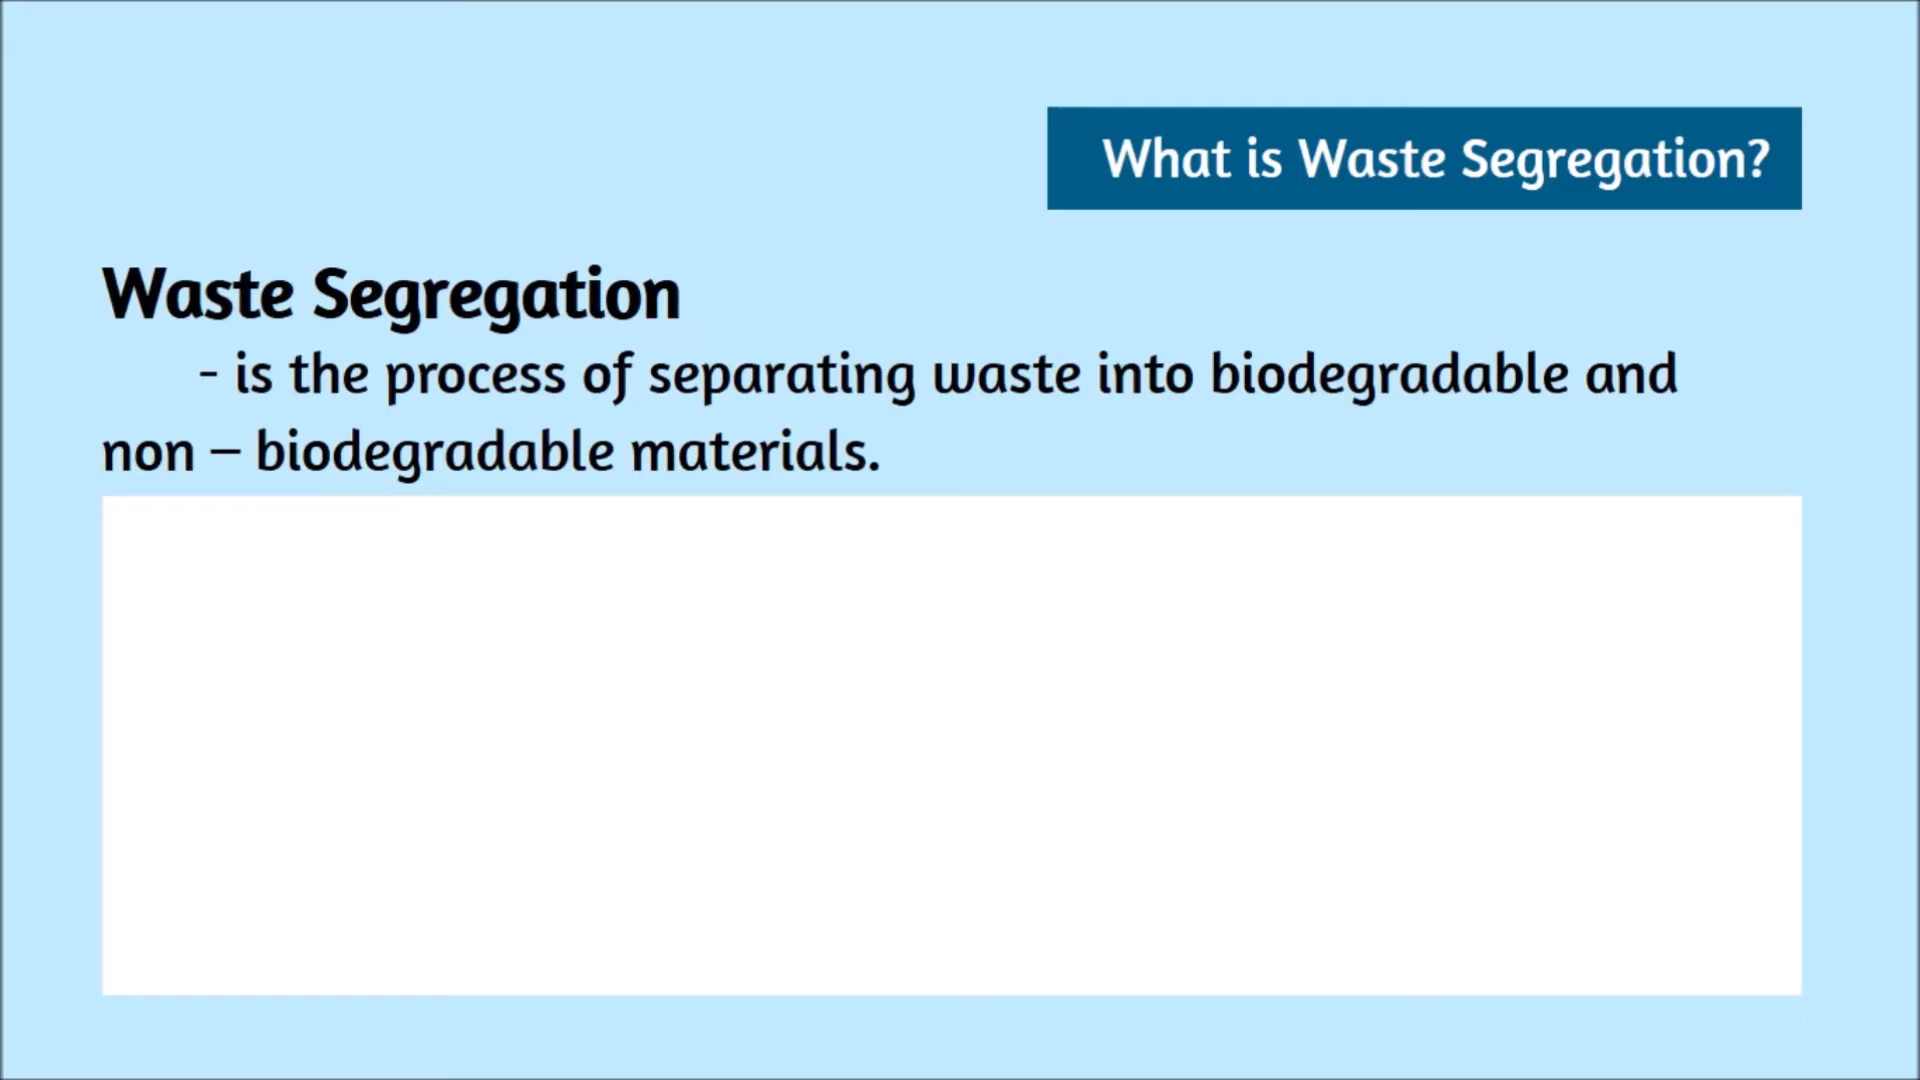 What is Waste Segregation?
Waste Segregation
- is the process of separating waste into biodegradable and
non – biodegradable materials.